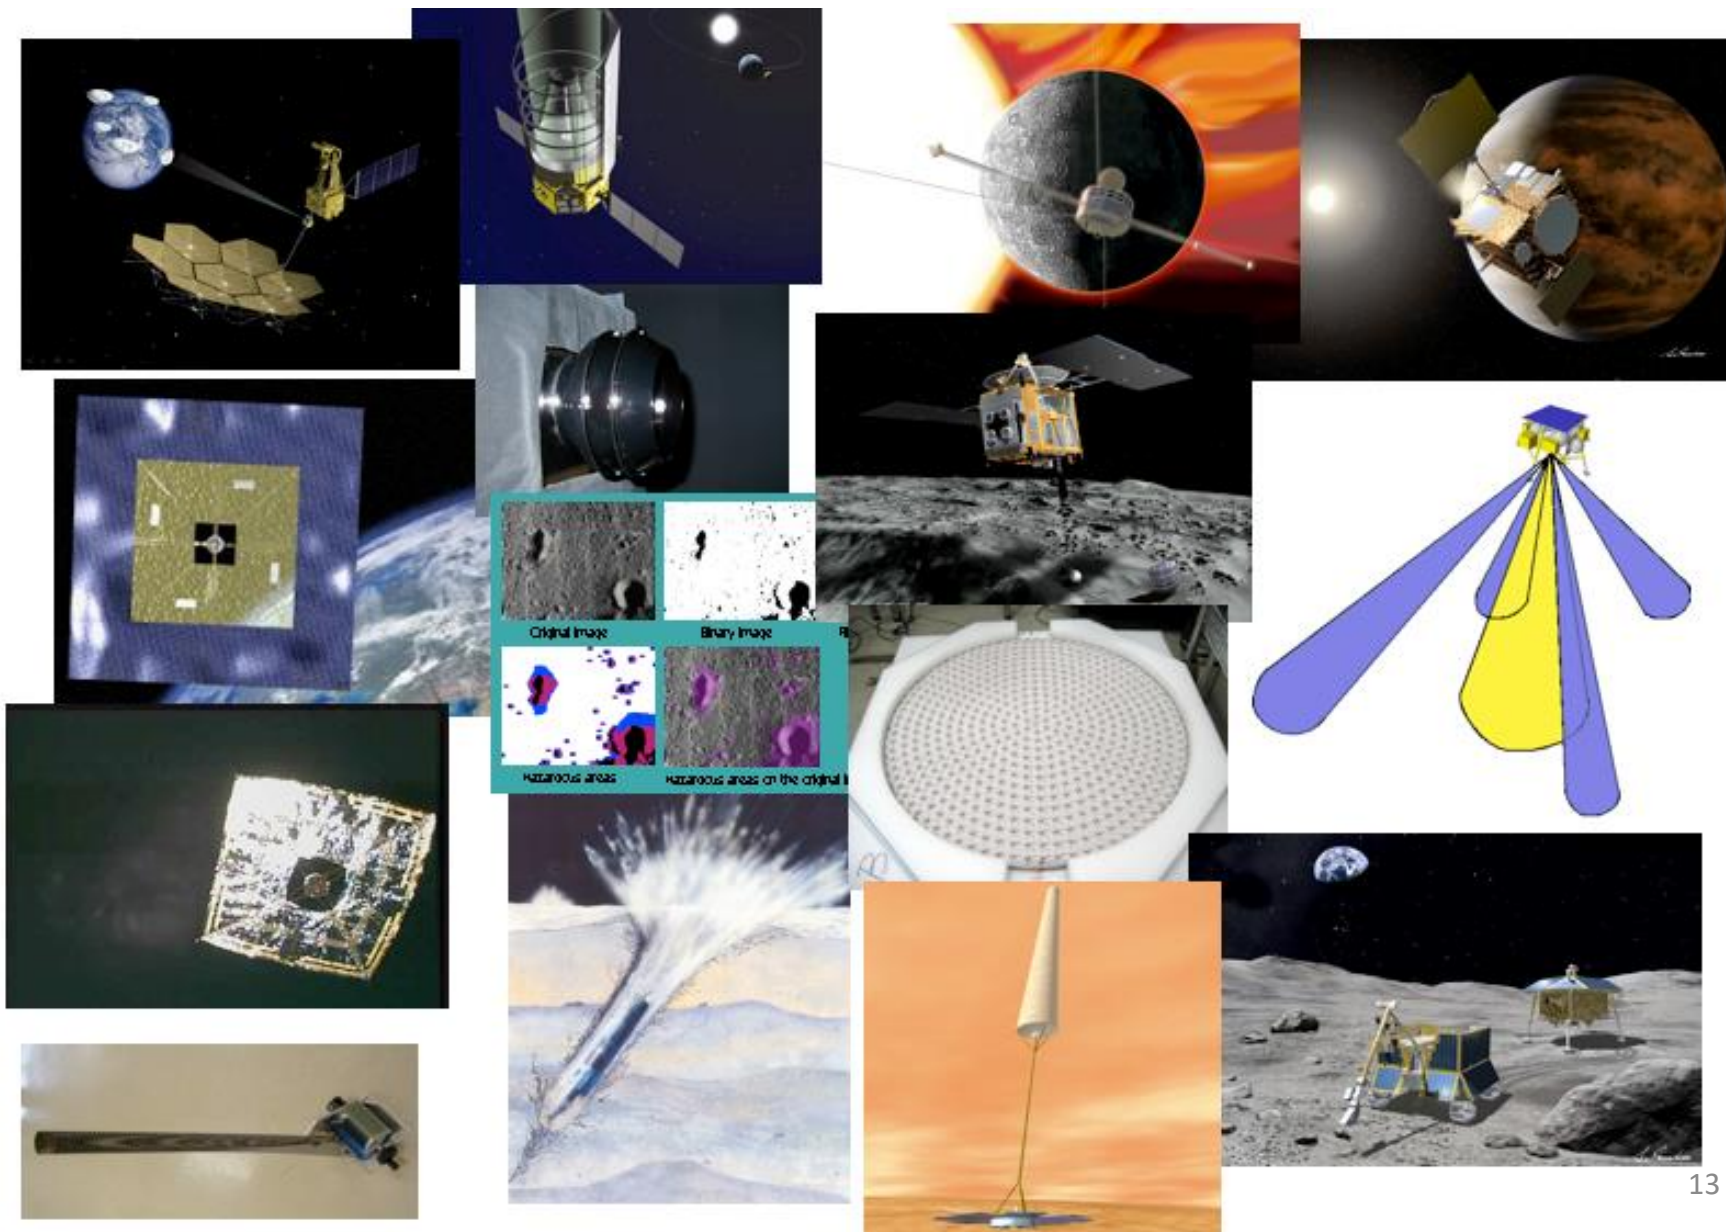 Original image
Binary image
Hazardous areas
Hazardous areas on the original
13